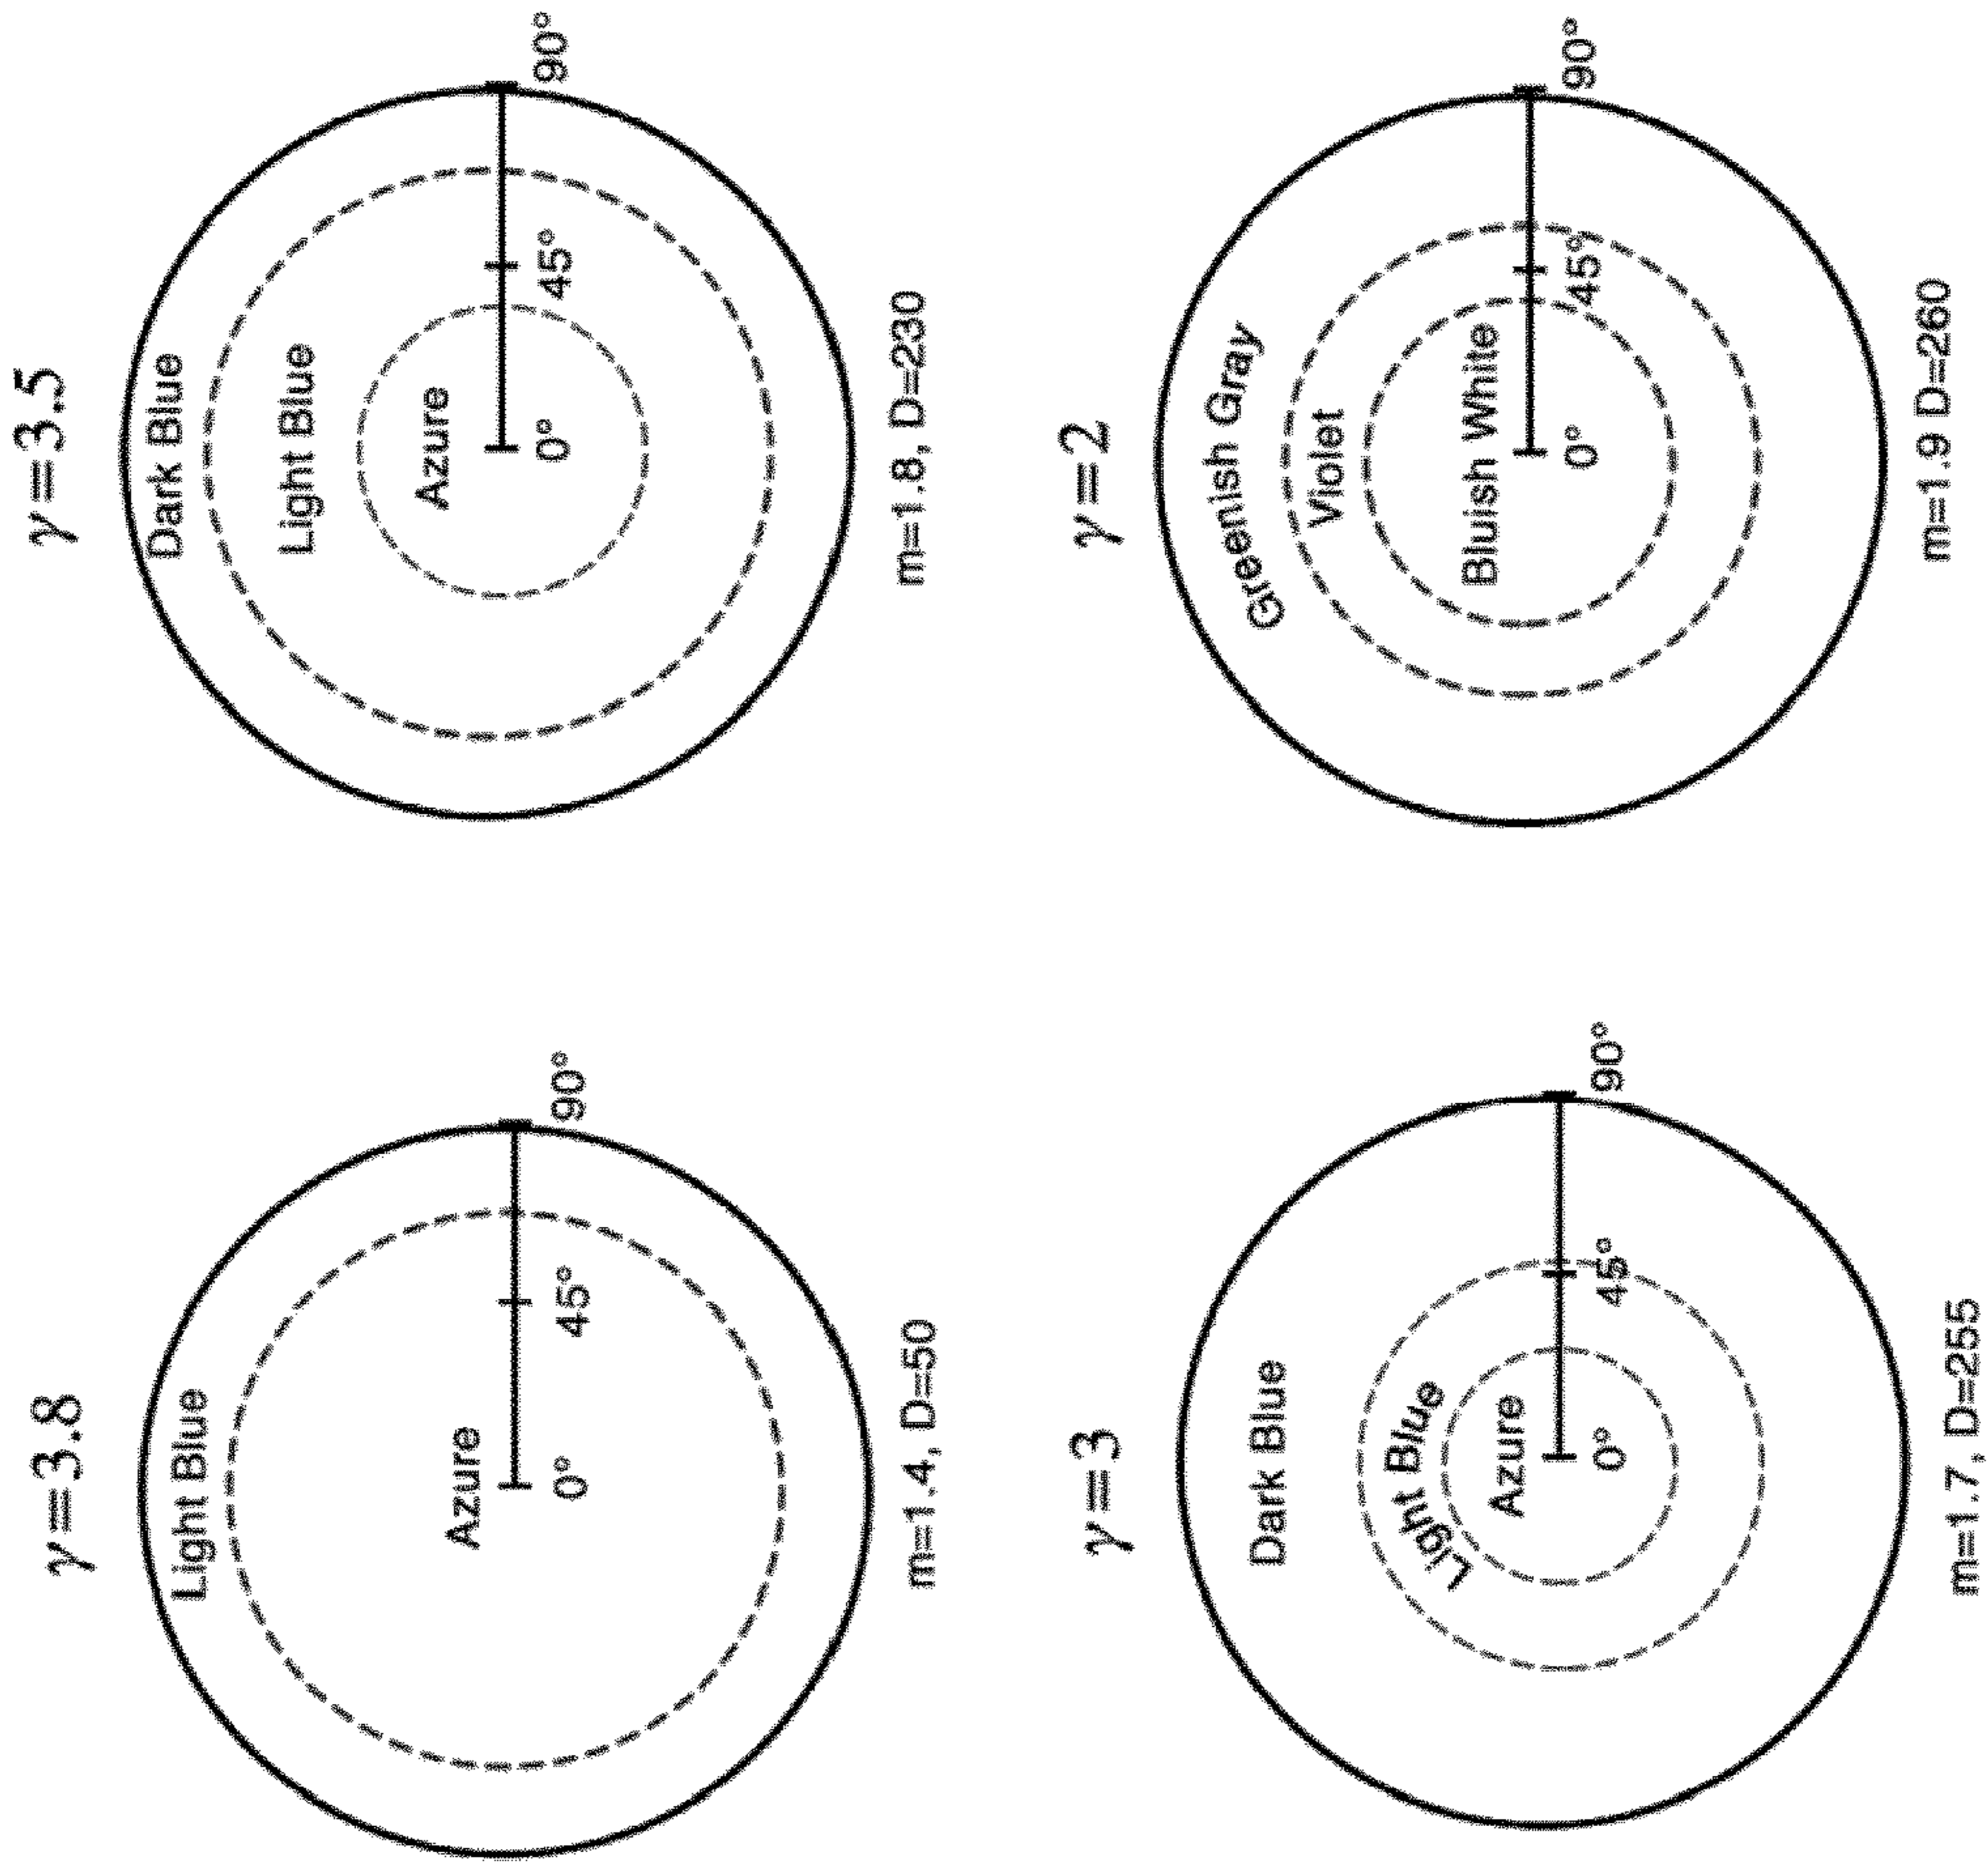 γ=3.8
Light Blue
Azure
0° 45° 90°
m=1.4, D=50
γ=3.5
Dark Blue
Light Blue
Azure
0° 45° 90°
m=1.8, D=230
γ=3
Dark Blue
Light Blue
Azure
0° 45° 90°
m=1.7, D=255
γ=2
Greenish Gray
Violet
Bluish White
0° 45° 90°
m=1.9 D=260